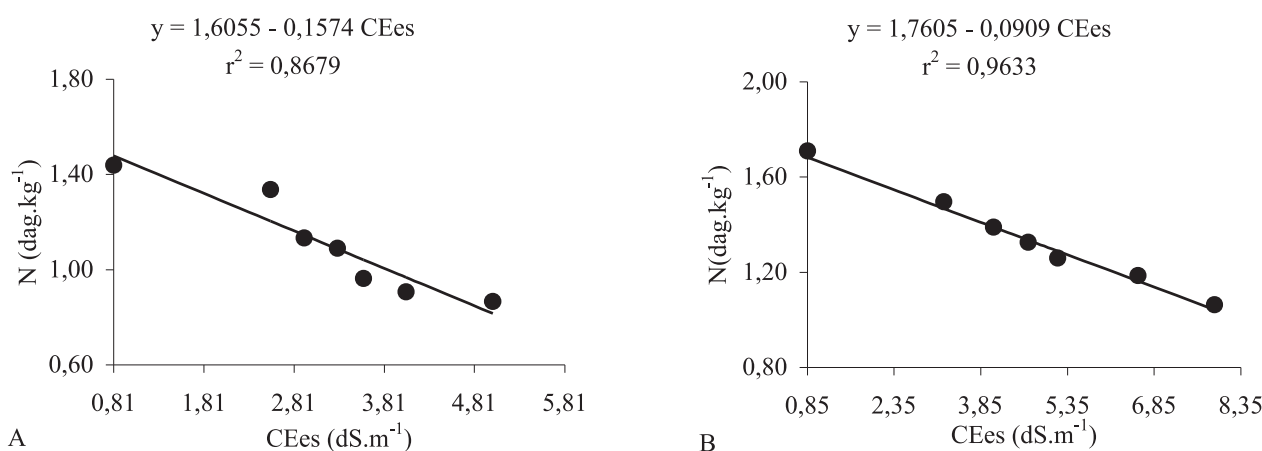 y = 1,6055 - 0,1574 CEes
r² = 0,8679
1,80
1,40
1,00
0,60
N (dag.kg⁻¹)
0,81 1,81 2,81 3,81 4,81 5,81
CEes (dS.m⁻¹)
A
y = 1,7605 - 0,0909 CEes
r² = 0,9633
2,00
1,60
1,20
0,80
N(dag.kg⁻¹)
0,85 2,35 3,85 5,35 6,85 8,35
CEes (dS.m⁻¹)
B